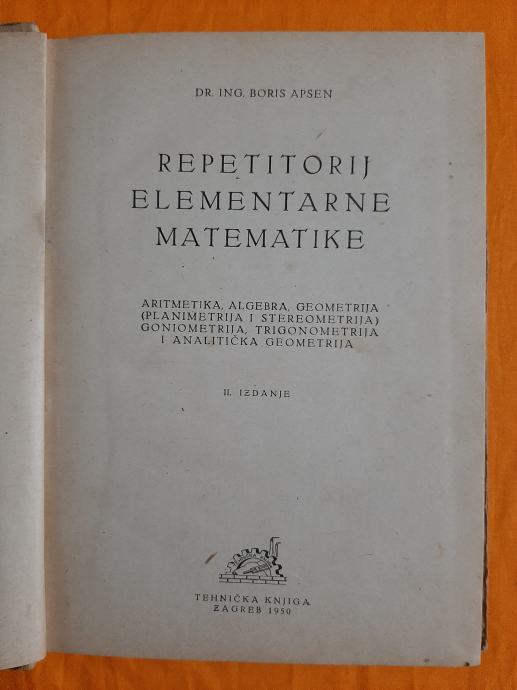 DR. ING. BORIS APSEN
REPETITORIJ
ELEMENTARNE
MATEMATIKE
ARITMETIKA, ALGEBRA, GEOMETRIJA
(PLANIMETRIJA I STEREOMETRIJA)
GONIOMETRIJA, TRIGONOMETRIJA
I ANALITIČKA GEOMETRIJA
II. IZDANJE
TEHNIČKA KNJIGA
ZAGREB 1950